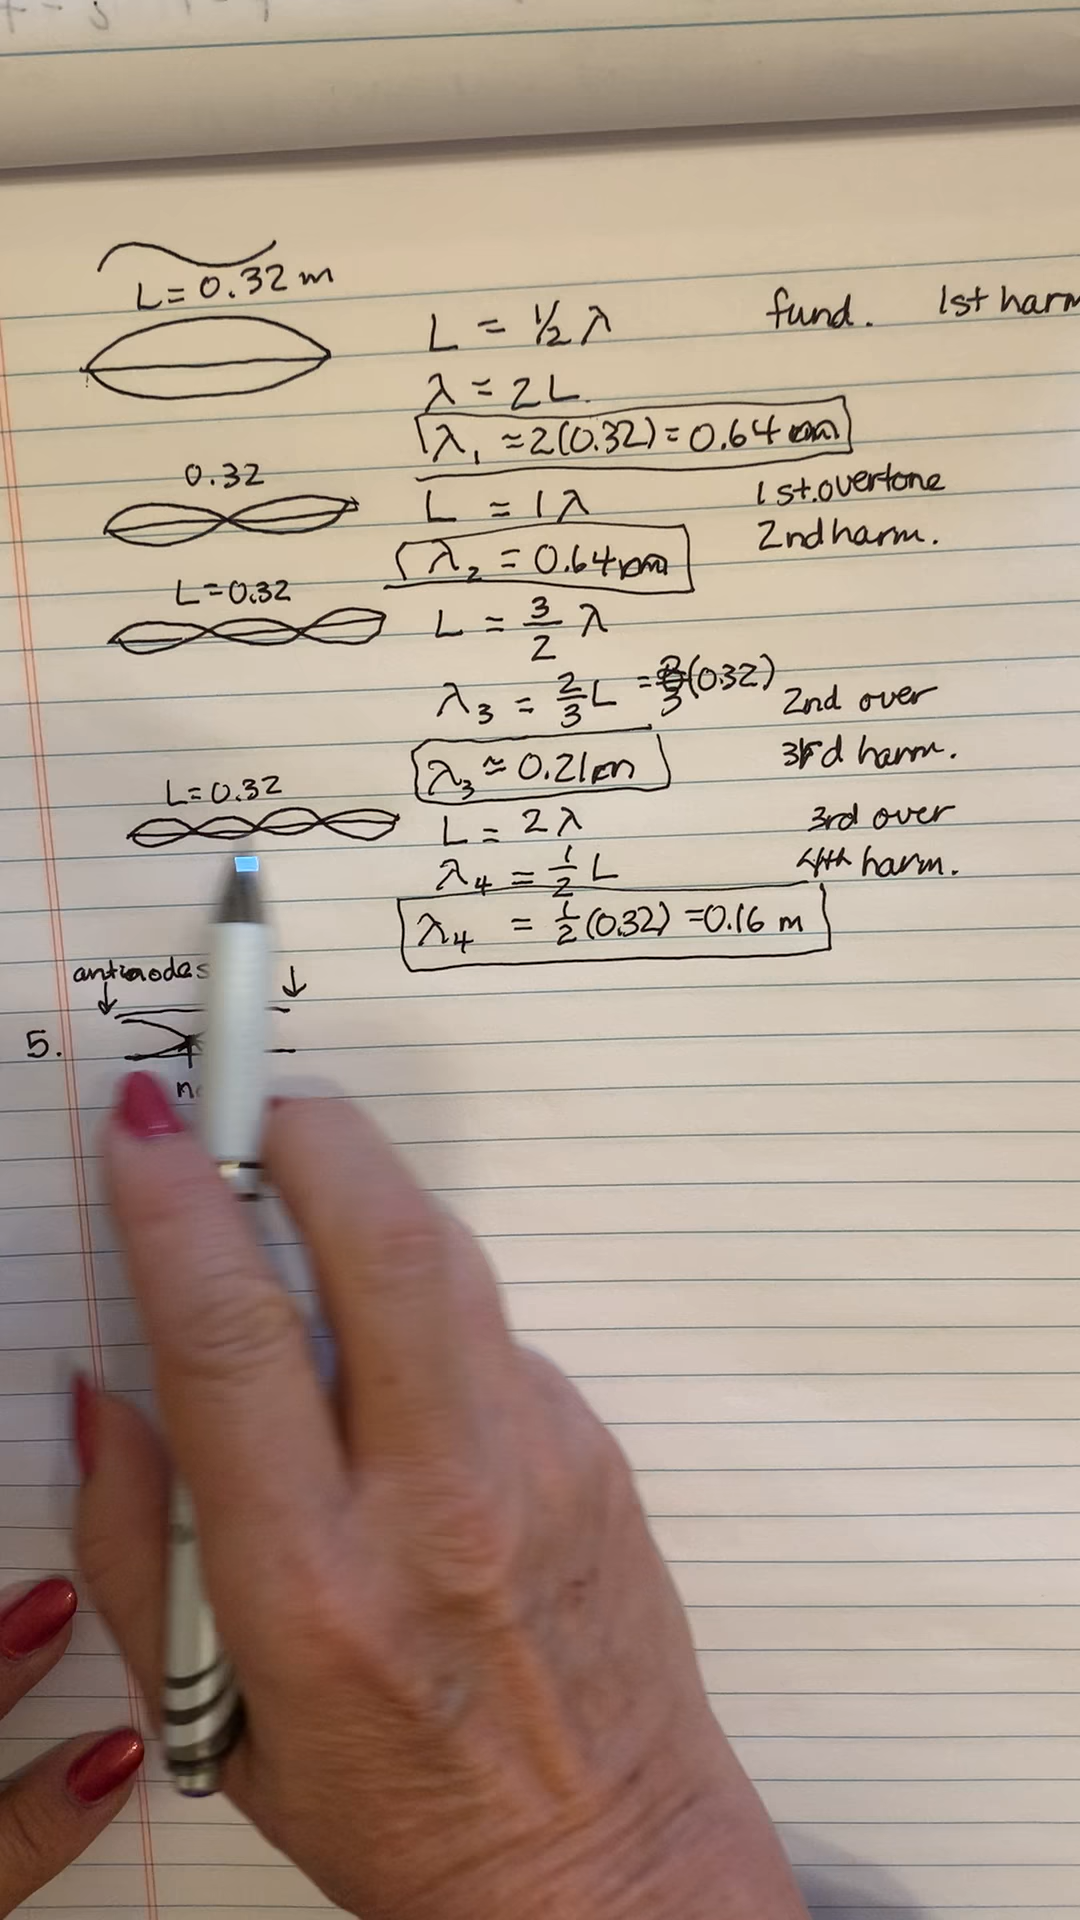 L = 0.32 m
L = ½ λ fund. 1st harm
λ = 2L.
λ₁ = 2(0.32) = 0.64 m
0.32
L = 1 λ 1st.overtone
λ₂ = 0.64 m 2nd harm.
L = 0.32
L = 3/2 λ
λ₃ = 2/3 L = 2/3 (0.32) 2nd over
λ₃ ≈ 0.21 m 3rd harm.
L = 0.32
L = 2 λ 3rd over
λ₄ = 1/2 L 4th harm.
λ₄ = 1/2 (0.32) = 0.16 m
antinodes
5.